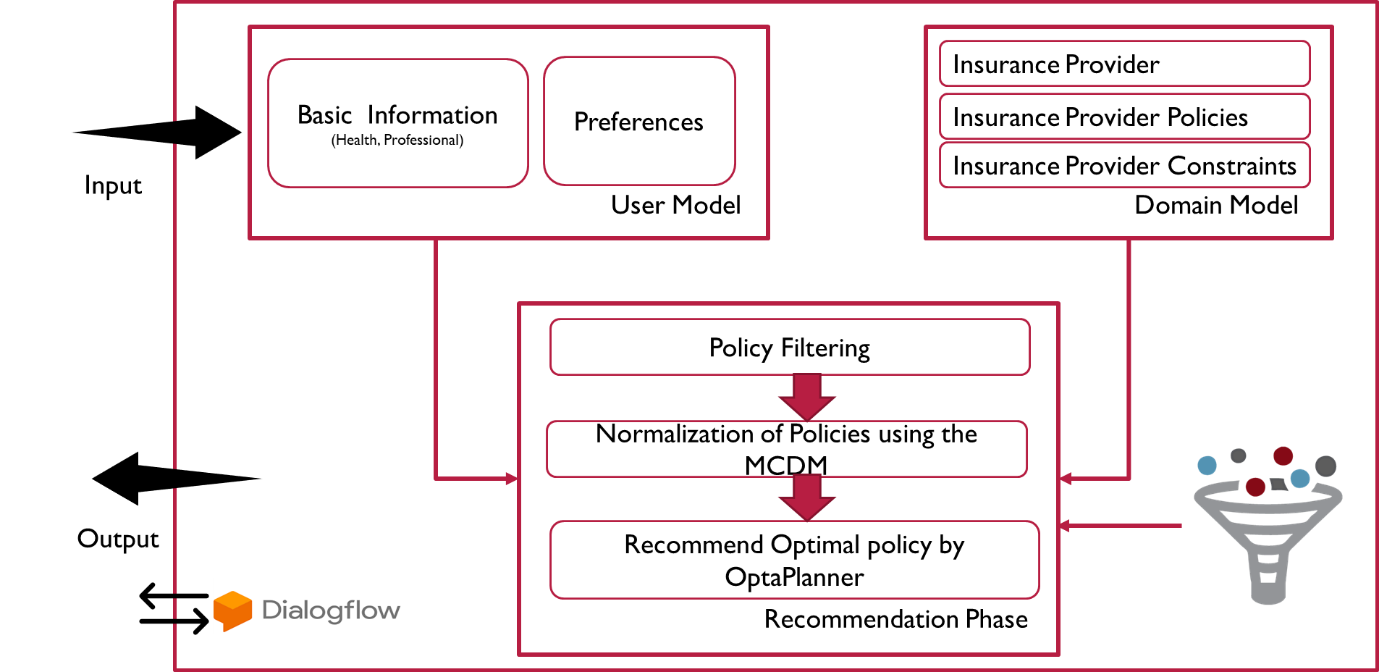 Basic  Information
(Health, Professional)
Preferences
User Model
Insurance Provider
Insurance Provider Policies
Insurance Provider Constraints
Domain Model
Input
Policy Filtering
Normalization of Policies using the
MCDM
Recommend Optimal policy by
OptaPlanner
Recommendation Phase
Output
Dialogflow